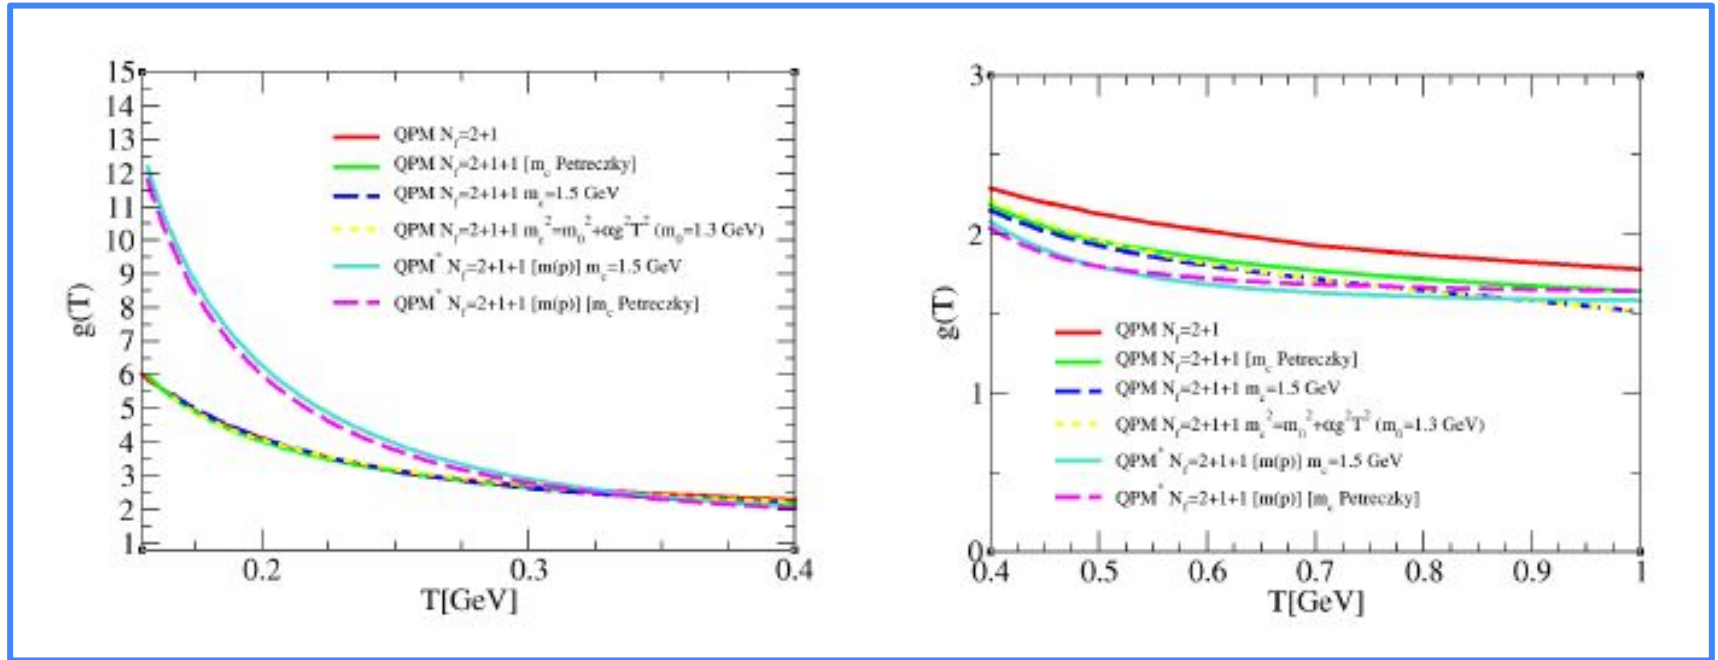 15
14
13
12
11
10
9
8
7
6
5
4
3
2
1
g(T)
QPM N_f=2+1
QPM N_f=2+1+1 [m_c Petreczky]
QPM N_f=2+1+1 m_c=1.5 GeV
QPM N_f=2+1+1 m_c^2=m_0^2+αg^2T^2 (m_0=1.3 GeV)
QPM^* N_f=2+1+1 [m(p)] m_c=1.5 GeV
QPM^* N_f=2+1+1 [m(p)] [m_c Petreczky]
0.2 0.3 0.4
T[GeV]
3
2
1
0
g(T)
QPM N_f=2+1
QPM N_f=2+1+1 [m_c Petreczky]
QPM N_f=2+1+1 m_c=1.5 GeV
QPM N_f=2+1+1 m_c^2=m_0^2+αg^2T^2 (m_0=1.3 GeV)
QPM^* N_f=2+1+1 [m(p)] m_c=1.5 GeV
QPM^* N_f=2+1+1 [m(p)] [m_c Petreczky]
0.4 0.5 0.6 0.7 0.8 0.9 1
T[GeV]